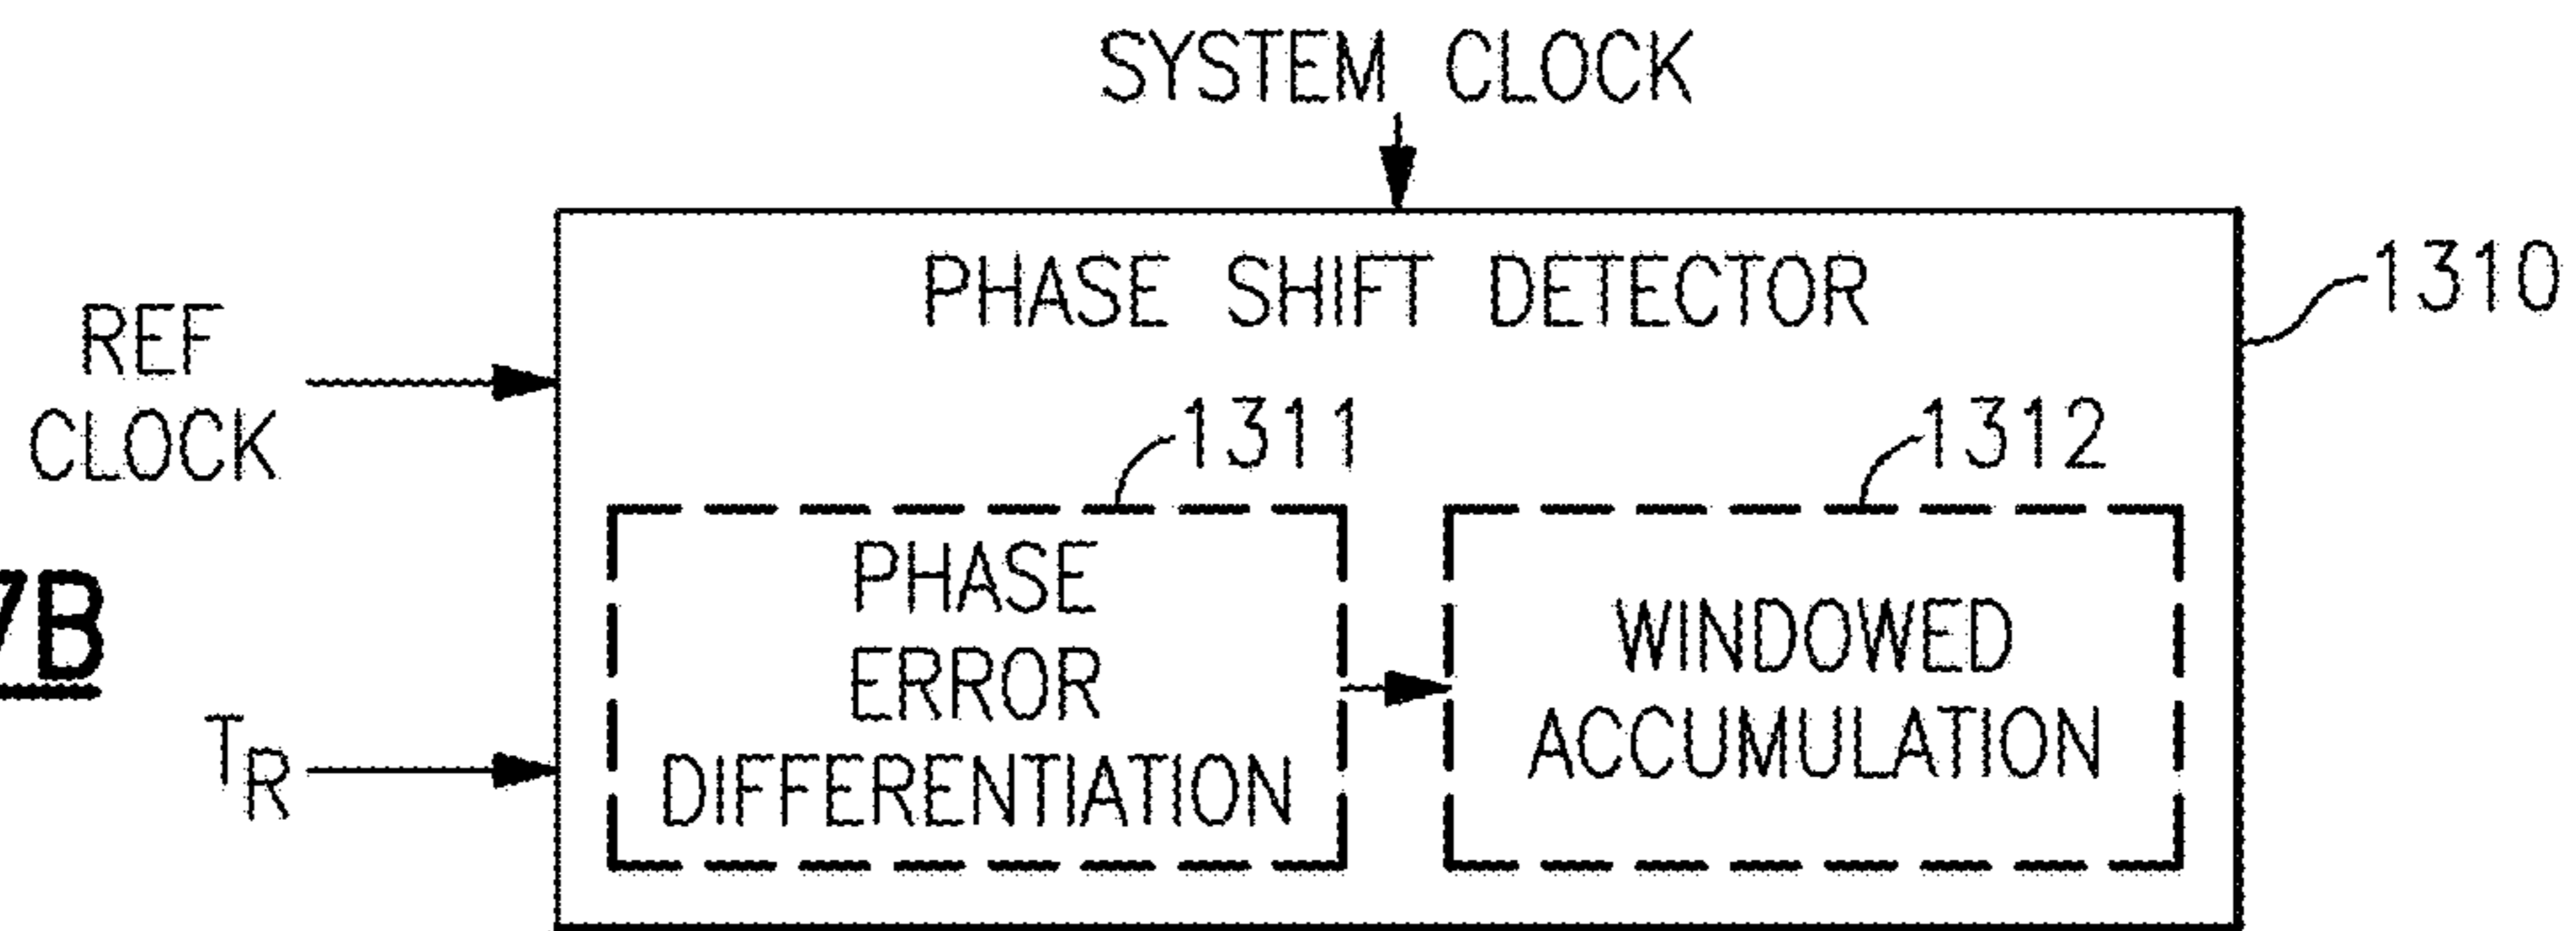 SYSTEM CLOCK
PHASE SHIFT DETECTOR
1310
REF
CLOCK
1311
1312
PHASE
ERROR
DIFFERENTIATION
WINDOWED
ACCUMULATION
7B
TR